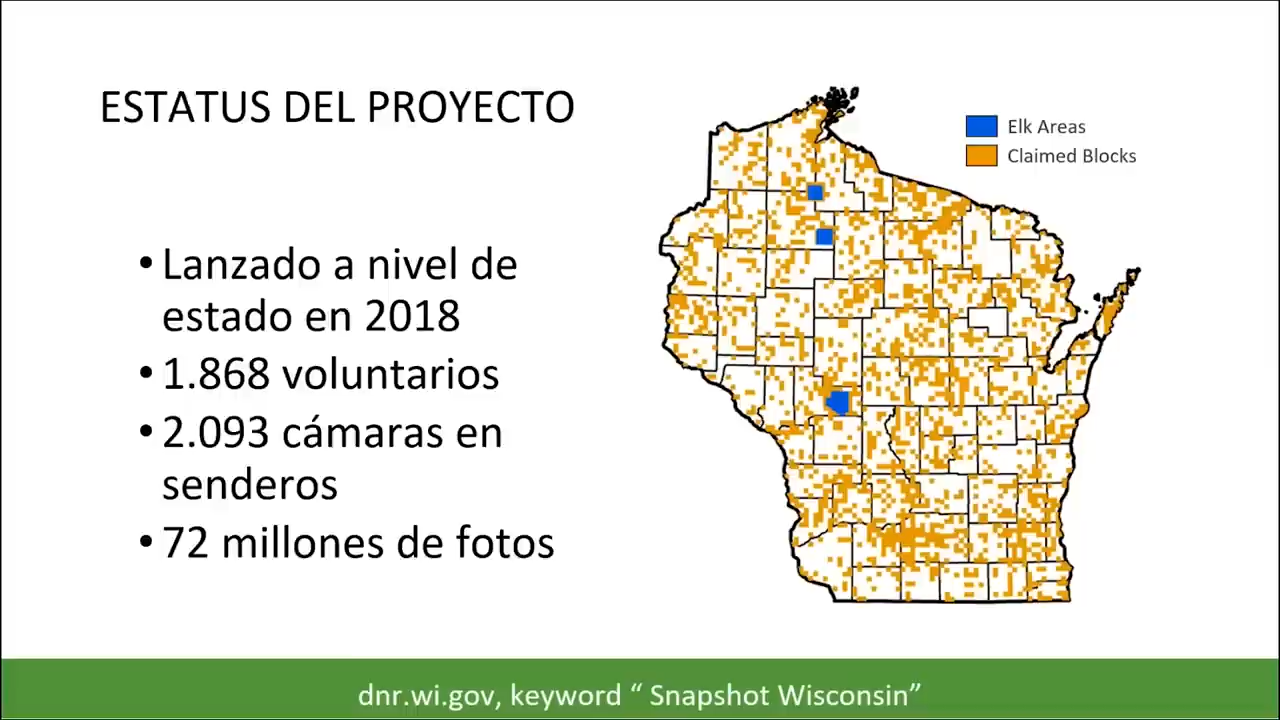 ESTATUS DEL PROYECTO
Elk Areas
Claimed Blocks
• Lanzado a nivel de
estado en 2018
• 1.868 voluntarios
• 2.093 cámaras en
senderos
• 72 millones de fotos
dnr.wi.gov, keyword “ Snapshot Wisconsin”